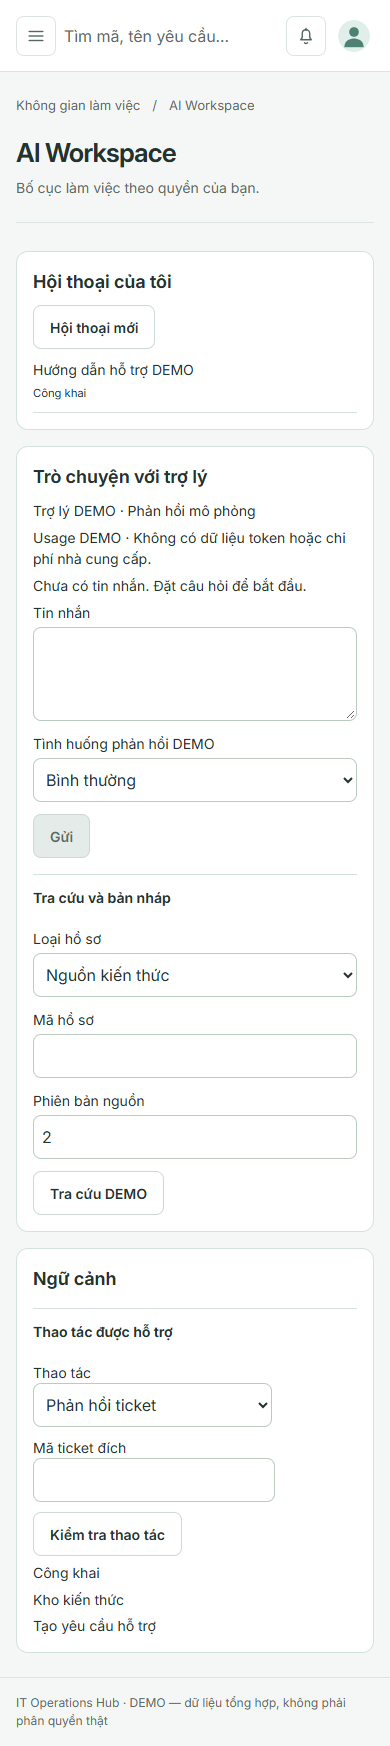 Tìm mã, tên yêu cầu...
Không gian làm việc / AI Workspace
AI Workspace
Bố cục làm việc theo quyền của bạn.
Hội thoại của tôi
Hội thoại mới
Hướng dẫn hỗ trợ DEMO
Công khai
Trò chuyện với trợ lý
Trợ lý DEMO · Phản hồi mô phỏng
Usage DEMO · Không có dữ liệu token hoặc chi
phí nhà cung cấp.
Chưa có tin nhắn. Đặt câu hỏi để bắt đầu.
Tin nhắn
Tình huống phản hồi DEMO
Bình thường
Gửi
Tra cứu và bản nháp
Loại hồ sơ
Nguồn kiến thức
Mã hồ sơ
Phiên bản nguồn
2
Tra cứu DEMO
Ngữ cảnh
Thao tác được hỗ trợ
Thao tác
Phản hồi ticket
Mã ticket đích
Kiểm tra thao tác
Công khai
Kho kiến thức
Tạo yêu cầu hỗ trợ
IT Operations Hub · DEMO — dữ liệu tổng hợp, không phải
phân quyền thật